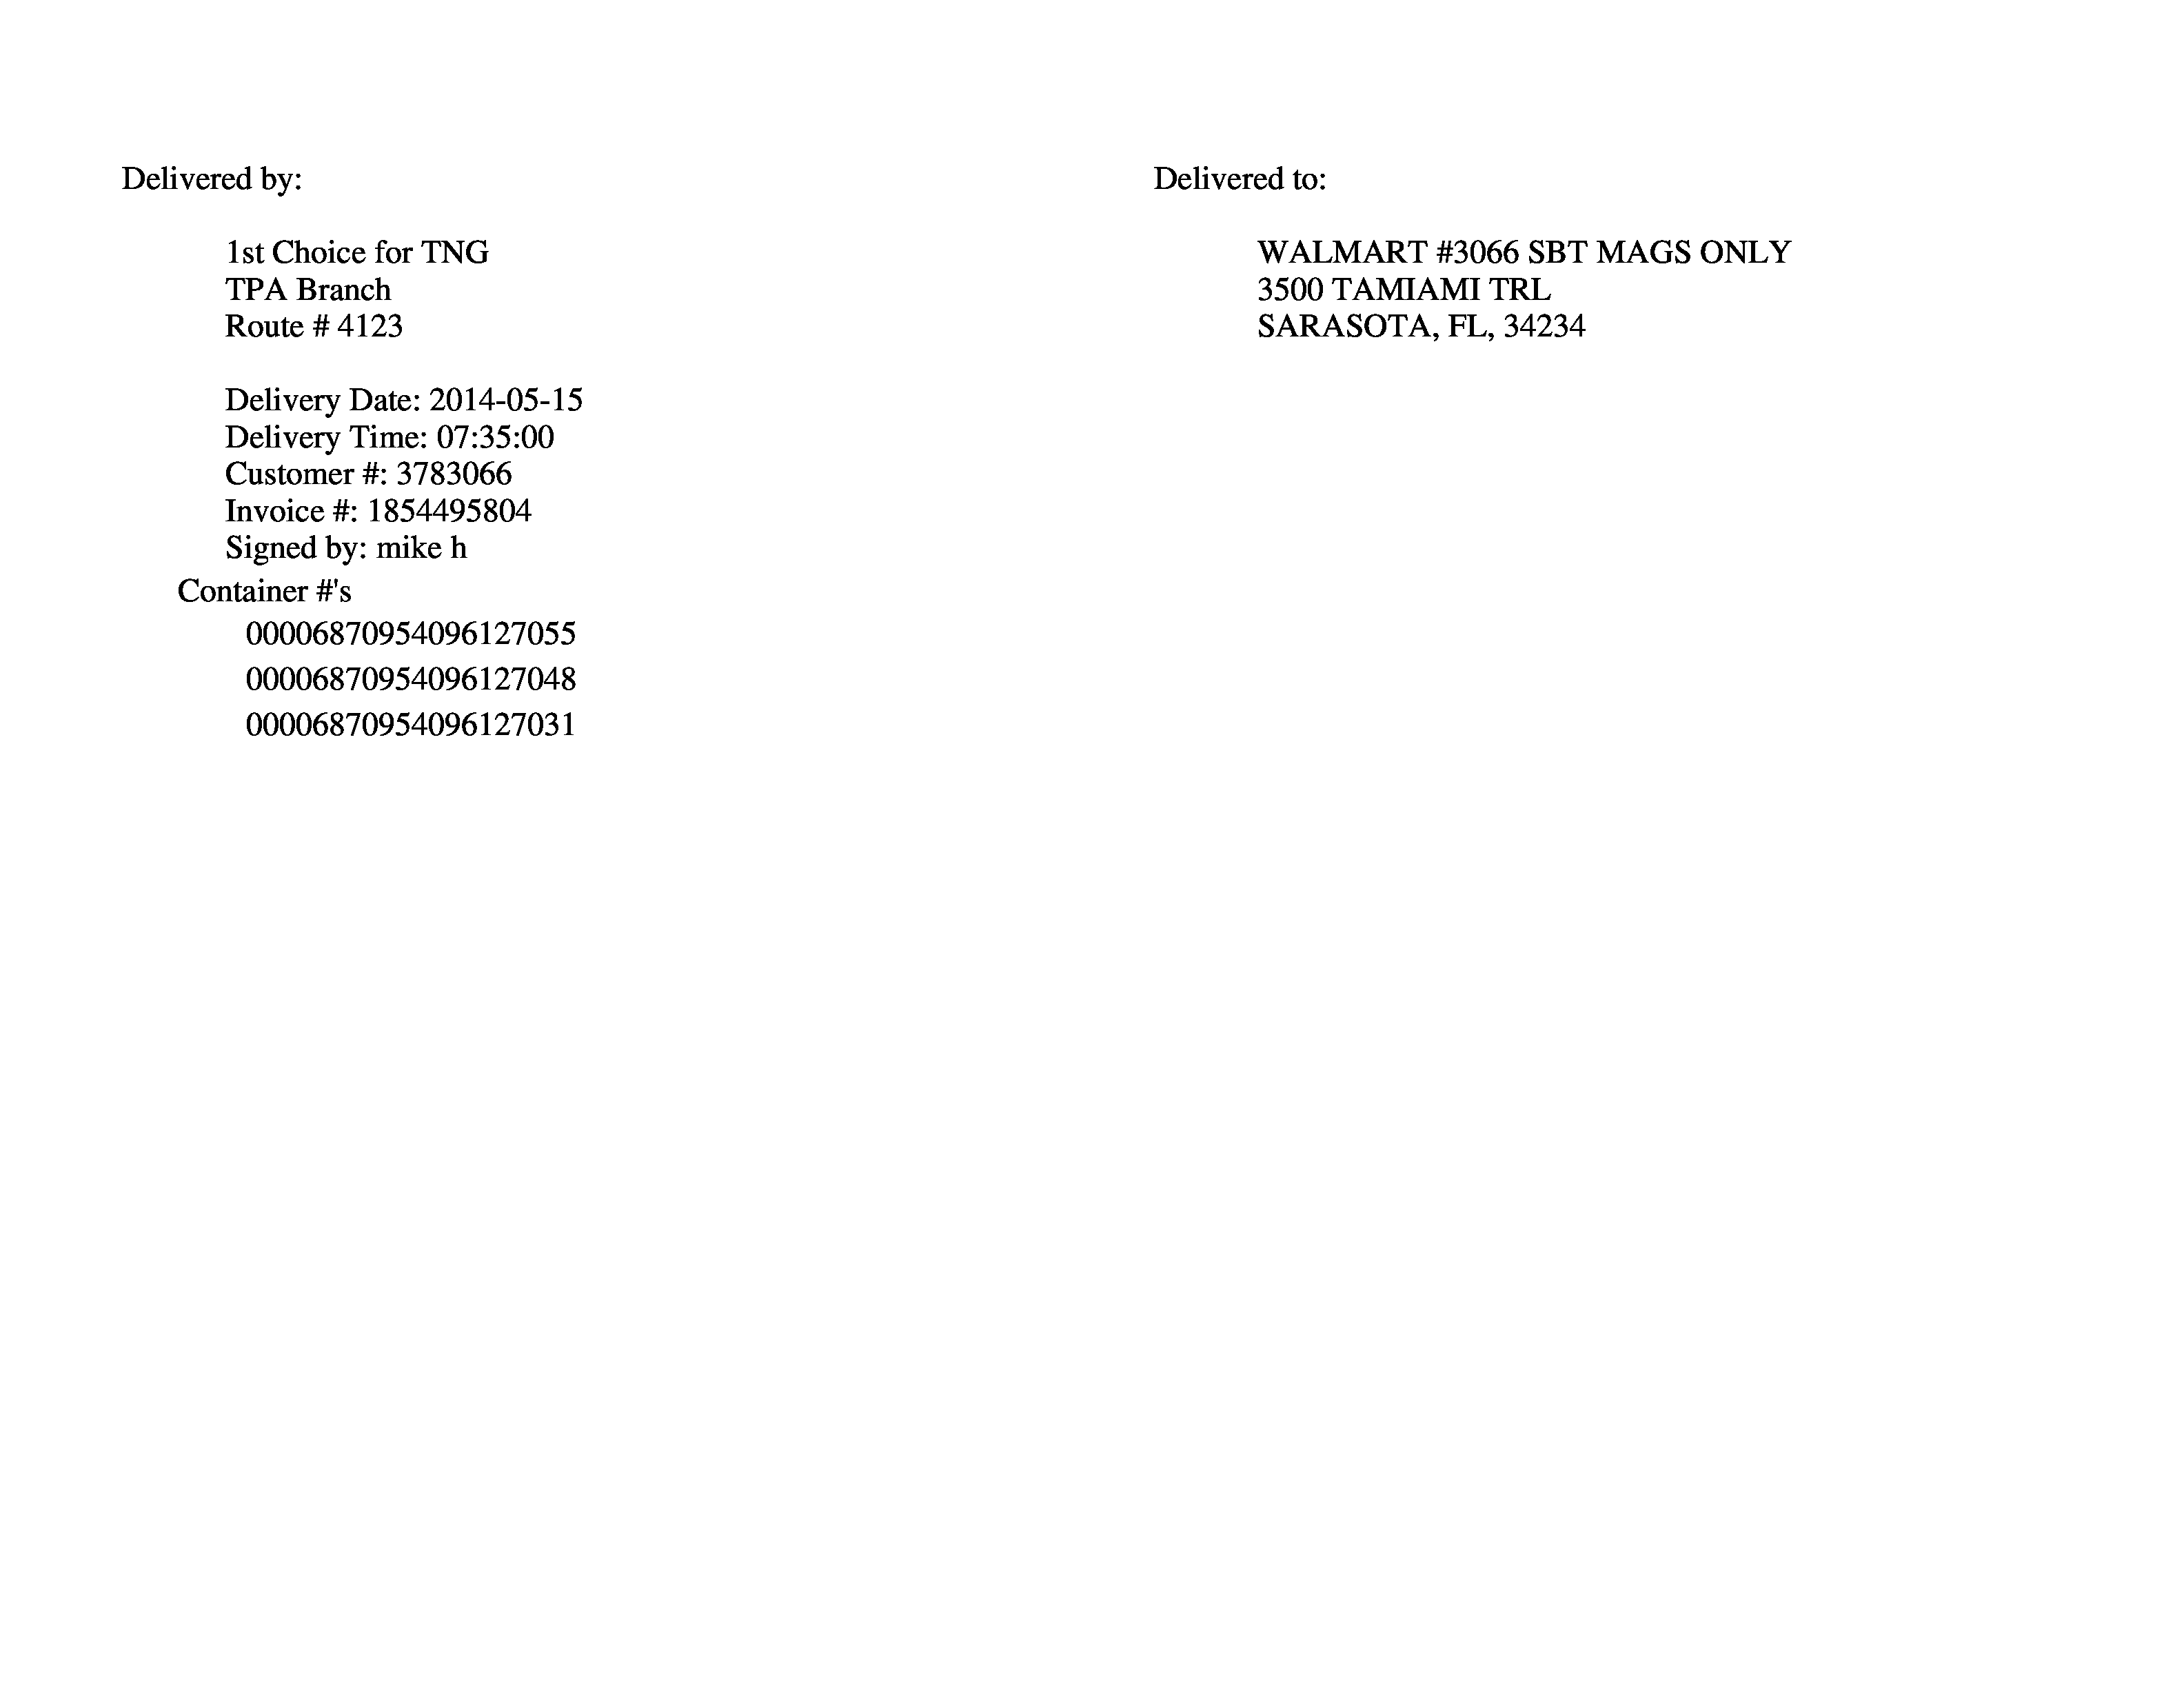 Delivered by:
1st Choice for TNG
TPA Branch
Route # 4123
Delivery Date: 2014-05-15
Delivery Time: 07:35:00
Customer #: 3783066
Invoice #: 1854495804
Signed by: mike h
Container #'s
00006870954096127055
00006870954096127048
00006870954096127031
Delivered to:
WALMART #3066 SBT MAGS ONLY
3500 TAMIAMI TRL
SARASOTA, FL, 34234